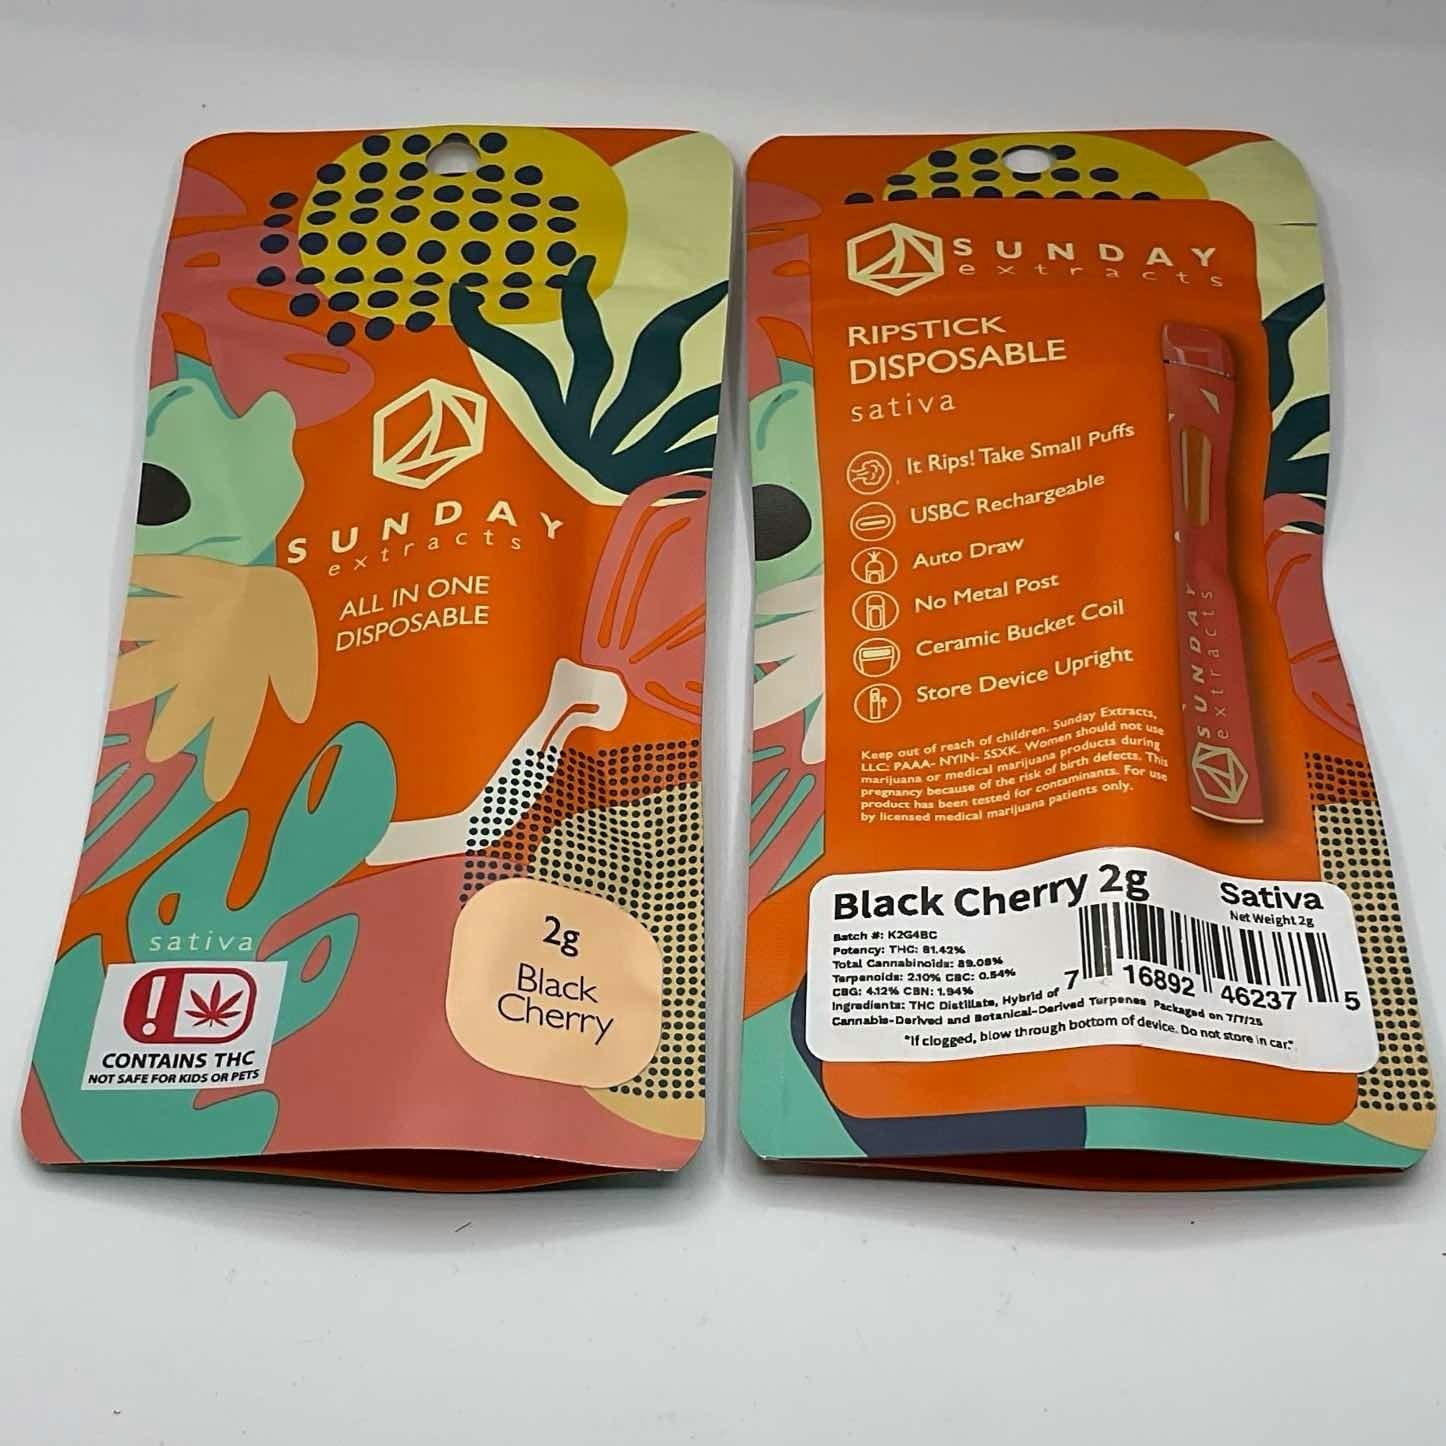 SUNDAY
extracts
ALL IN ONE
DISPOSABLE
sativa
CONTAINS THC
NOT SAFE FOR KIDS OR PETS
2g
Black
Cherry
SUNDAY
extracts
RIPSTICK
DISPOSABLE
sativa
It Rips! Take Small Puffs
USBC Rechargeable
Auto Draw
No Metal Post
Ceramic Bucket Coil
Store Device Upright
SUNDAY
extracts
Keep out of reach of children. Sunday Extracts,
LLC: PAAA- NYIN- 5SXK. Women should not use
marijuana or medical marijuana products during
pregnancy because of the risk of birth defects. This
product has been tested for contaminants. For use
by licensed medical marijuana patients only.
Black Cherry 2g
Sativa
Net Weight 2g
Batch #: K2G4BC
Potency: THC: 81.42%
Total Cannabinoids: 89.08%
Terpenoids: 2.10% CBC: 0.54%
CBG: 4.12% CBN: 1.94%
Ingredients: THC Distillate, Hybrid of
Cannabis-Derived and Botanical-Derived Turpenes Packaged on 7/7/25
7 16892 46237 5
*If clogged, blow through bottom of device. Do not store in car.*